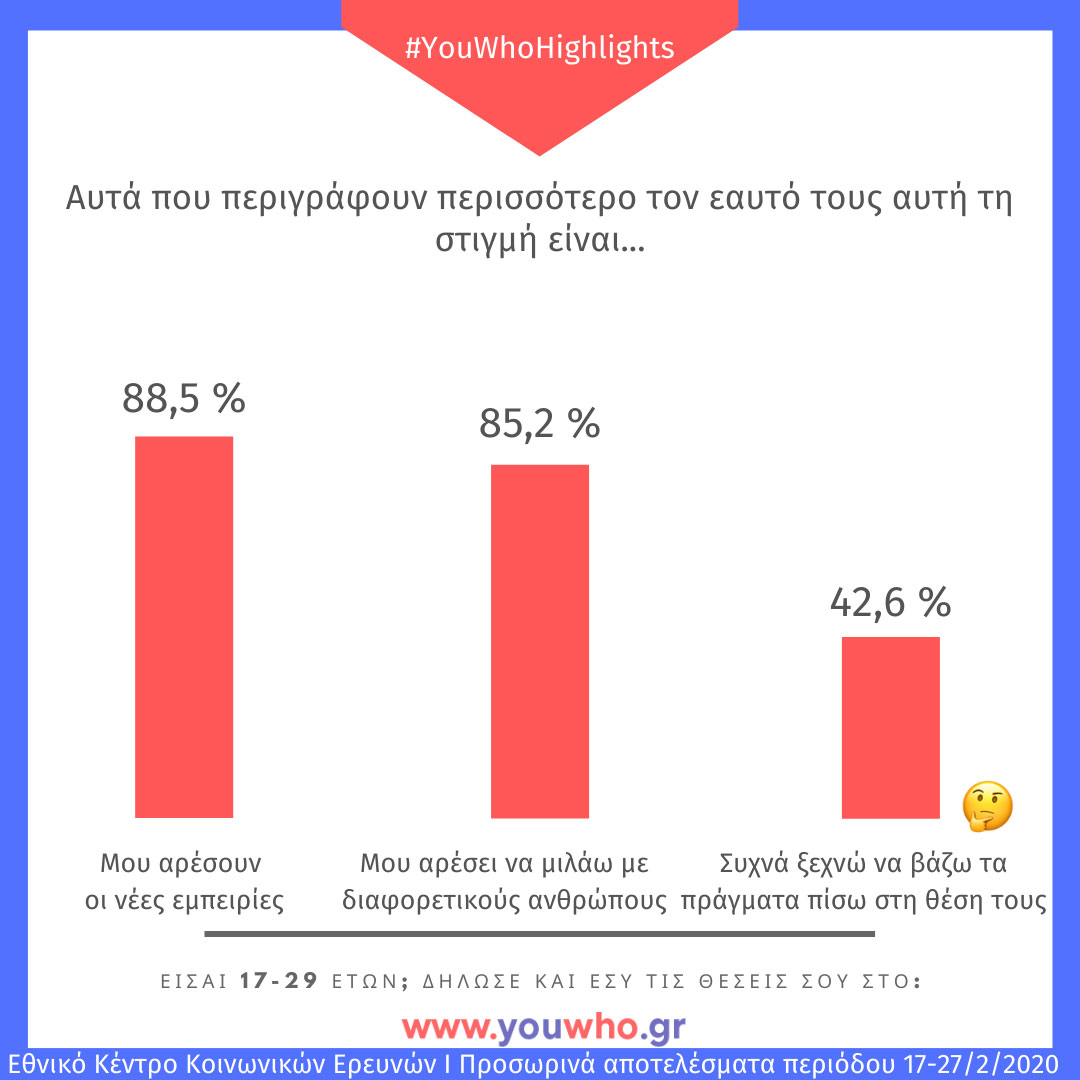 #YouWhoHighlights
Αυτά που περιγράφουν περισσότερο τον εαυτό τους αυτή τη
στιγμή είναι...
88,5 %
85,2 %
42,6 %
Μου αρέσουν
οι νέες εμπειρίες
Μου αρέσει να μιλάω με
διαφορετικούς ανθρώπους
Συχνά ξεχνώ να βάζω τα
πράγματα πίσω στη θέση τους
ΕΙΣΑΙ 17-29 ΕΤΩΝ; ΔΗΛΩΣΕ ΚΑΙ ΕΣΥ ΤΙΣ ΘΕΣΕΙΣ ΣΟΥ ΣΤΟ:
www.youwho.gr
Εθνικό Κέντρο Κοινωνικών Ερευνών Ι Προσωρινά αποτελέσματα περιόδου 17-27/2/2020